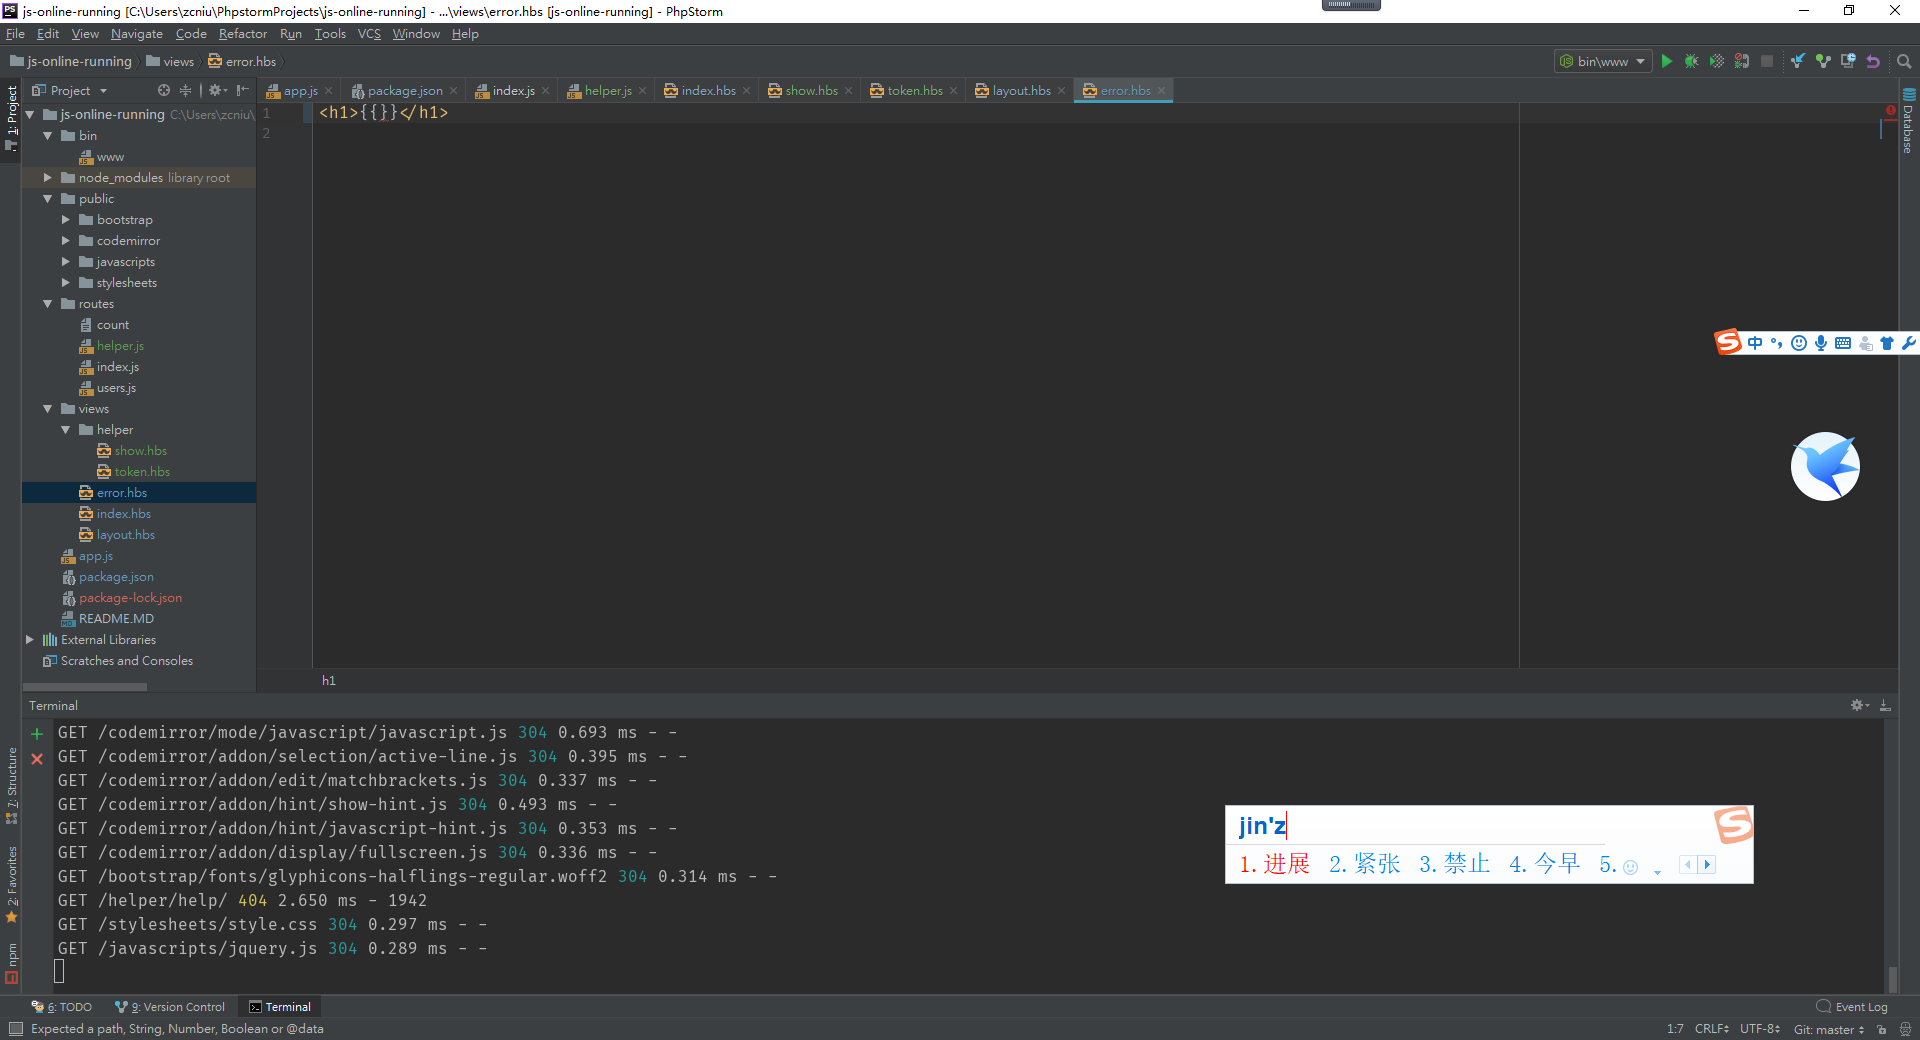 js-online-running [C:\Users\zcniu\PhpstormProjects\js-online-running] - ...\views\error.hbs [js-online-running] - PhpStorm
File Edit View Navigate Code Refactor Run Tools VCS Window Help
js-online-running views error.hbs
bin\www
1: Project
Project
app.js package.json index.js helper.js index.hbs show.hbs token.hbs layout.hbs error.hbs
js-online-running C:\Users\zcniu\
bin
www
node_modules library root
public
bootstrap
codemirror
javascripts
stylesheets
routes
count
helper.js
index.js
users.js
views
helper
show.hbs
token.hbs
error.hbs
index.hbs
layout.hbs
app.js
package.json
package-lock.json
README.MD
External Libraries
Scratches and Consoles
1 <h1>{{}}</h1>
2
h1
Database
中
Terminal
GET /codemirror/mode/javascript/javascript.js 304 0.693 ms - -
GET /codemirror/addon/selection/active-line.js 304 0.395 ms - -
GET /codemirror/addon/edit/matchbrackets.js 304 0.337 ms - -
GET /codemirror/addon/hint/show-hint.js 304 0.493 ms - -
GET /codemirror/addon/hint/javascript-hint.js 304 0.353 ms - -
GET /codemirror/addon/display/fullscreen.js 304 0.336 ms - -
GET /bootstrap/fonts/glyphicons-halflings-regular.woff2 304 0.314 ms - -
GET /helper/help/ 404 2.650 ms - 1942
GET /stylesheets/style.css 304 0.297 ms - -
GET /javascripts/jquery.js 304 0.289 ms - -
jin'z
1.进展 2.紧张 3.禁止 4.今早 5.
7: Structure
2: Favorites
npm
6: TODO 9: Version Control Terminal Event Log
Expected a path, String, Number, Boolean or @data 1:7 CRLF UTF-8 Git: master